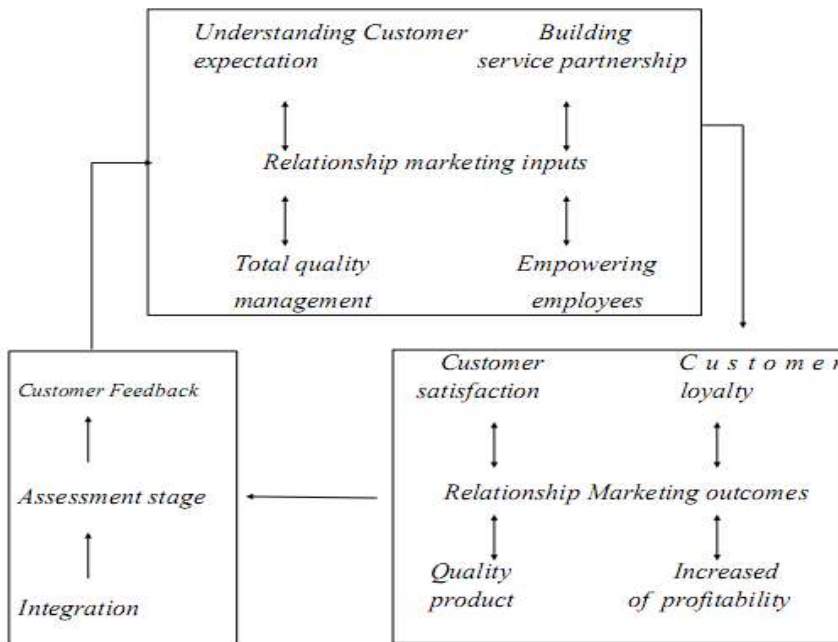 Understanding Customer
expectation
Building
service partnership
Relationship marketing inputs
Total quality
management
Empowering
employees
Customer Feedback
Assessment stage
Integration
Customer
satisfaction
C u s t o m e r
loyalty
Relationship Marketing outcomes
Quality
product
Increased
of profitability